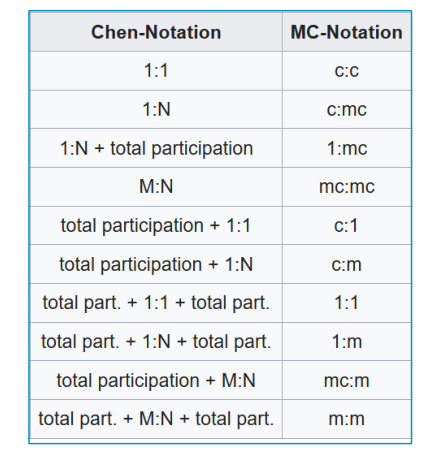 Chen-Notation MC-Notation
1:1 c:c
1:N c:mc
1:N + total participation 1:mc
M:N mc:mc
total participation + 1:1 c:1
total participation + 1:N c:m
total part. + 1:1 + total part. 1:1
total part. + 1:N + total part. 1:m
total participation + M:N mc:m
total part. + M:N + total part. m:m